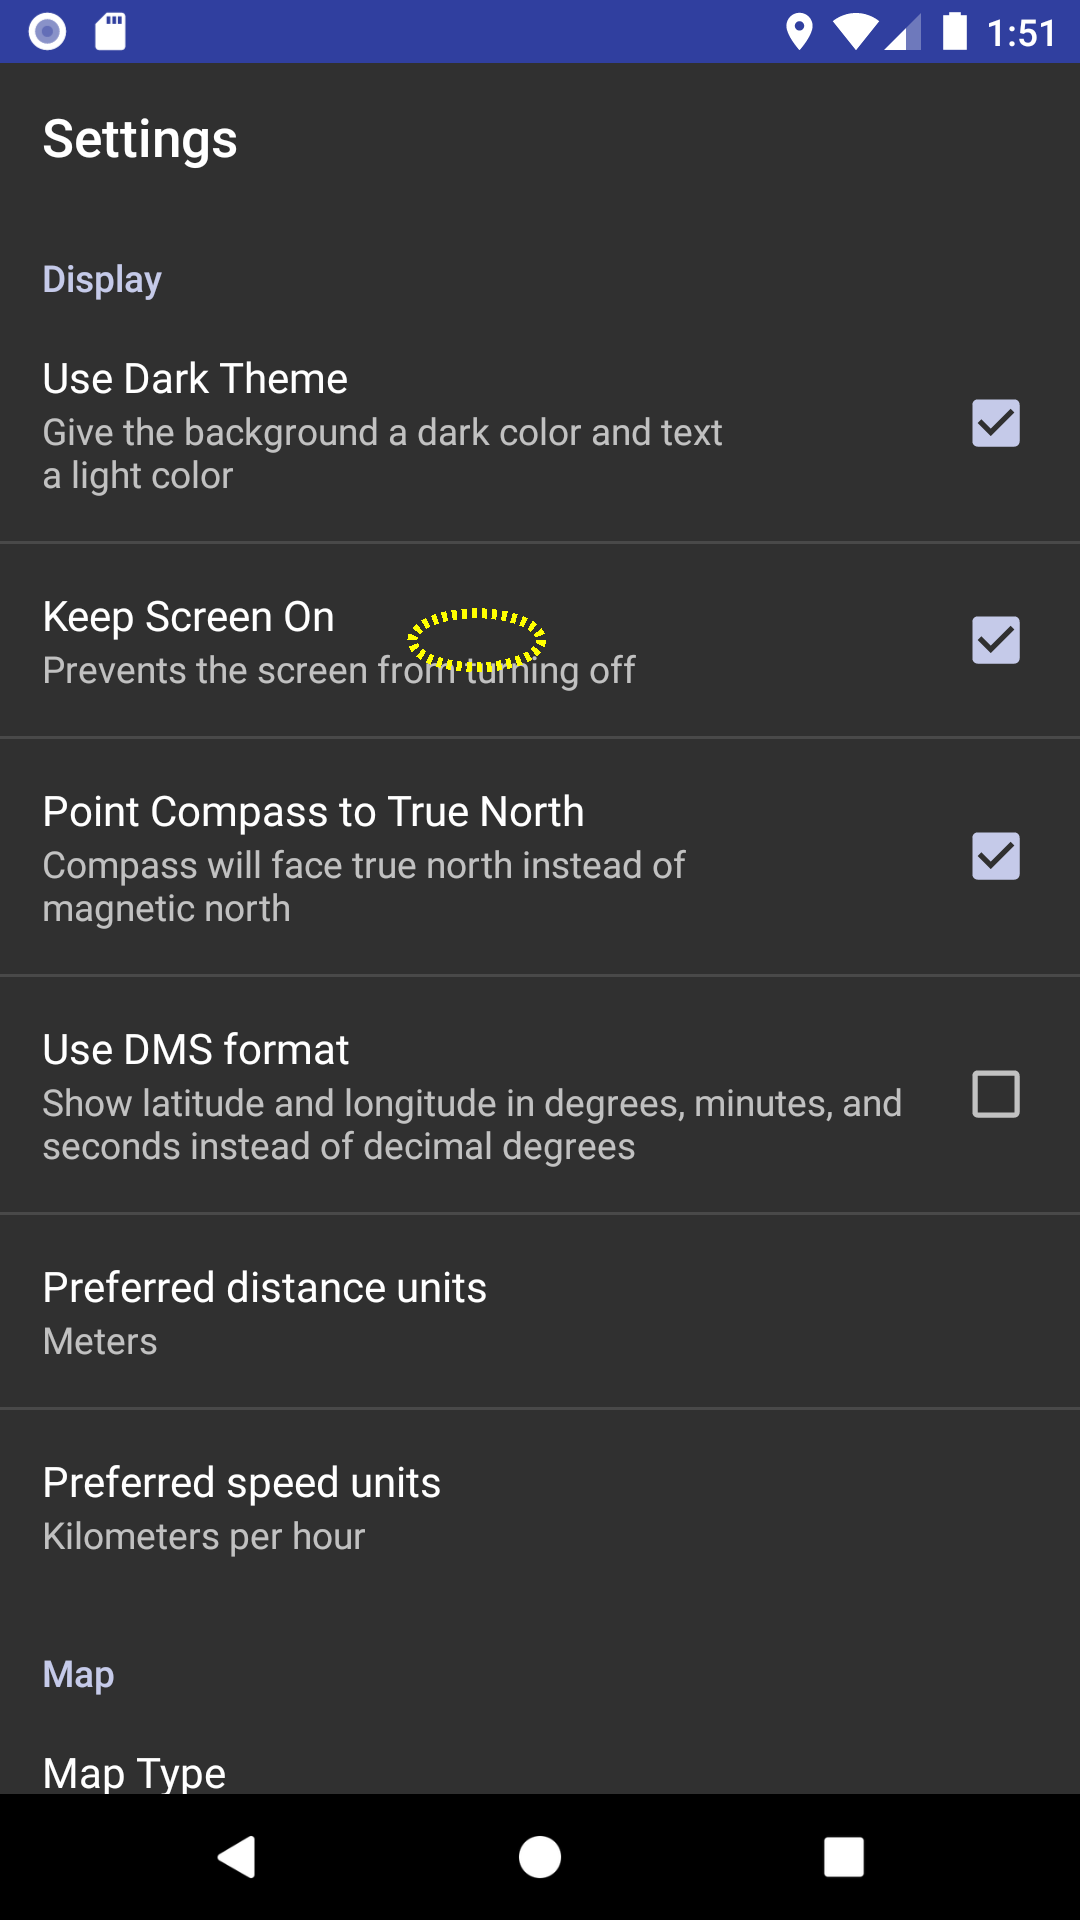 1:51
Settings
Display
Use Dark Theme
Give the background a dark color and text
a light color
Keep Screen On
Prevents the screen from turning off
Point Compass to True North
Compass will face true north instead of
magnetic north
Use DMS format
Show latitude and longitude in degrees, minutes, and
seconds instead of decimal degrees
Preferred distance units
Meters
Preferred speed units
Kilometers per hour
Map
Map Type